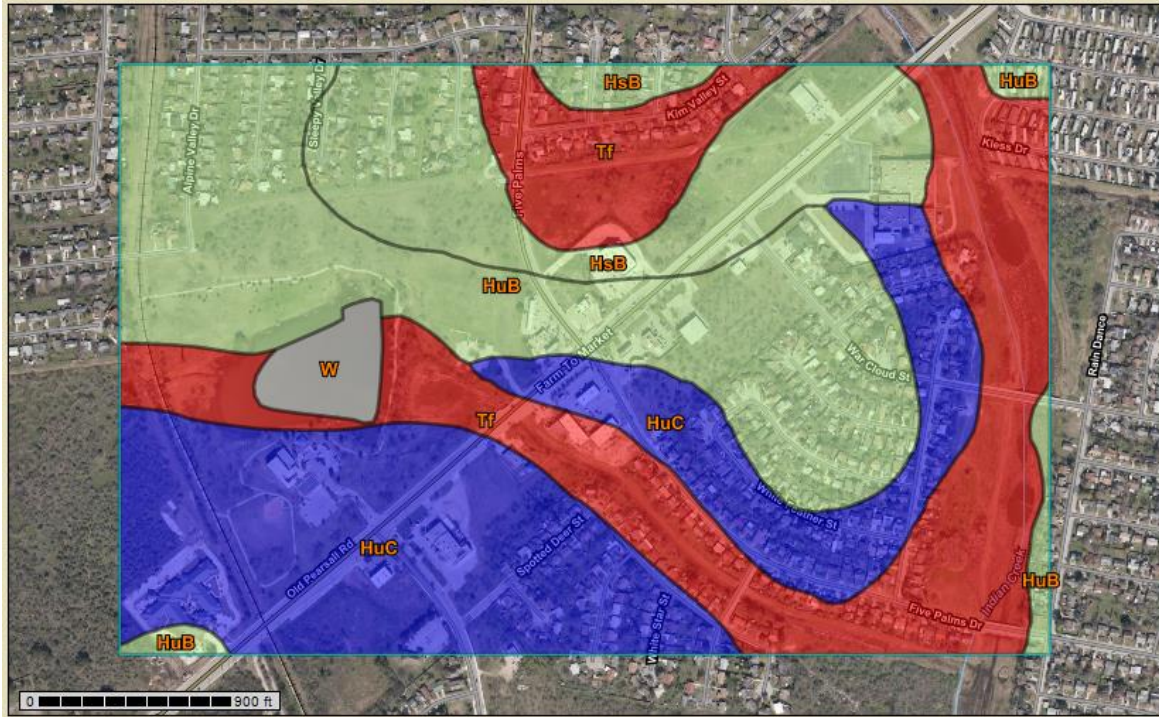 HsB
HuB
Kim Valley St
Sleepy Valley Dr
Alpine Valley Dr
Kless Dr
Tf
Five Palms
HsB
HuB
Farm-To Market
War Cloud St
Rain Dance
W
Tf
HuC
White Feather St
HuC
Old Pearsall Rd
Spotted Deer St
White Star St
Five Palms Dr
Indian Creek
HuB
HuB
0 900 ft